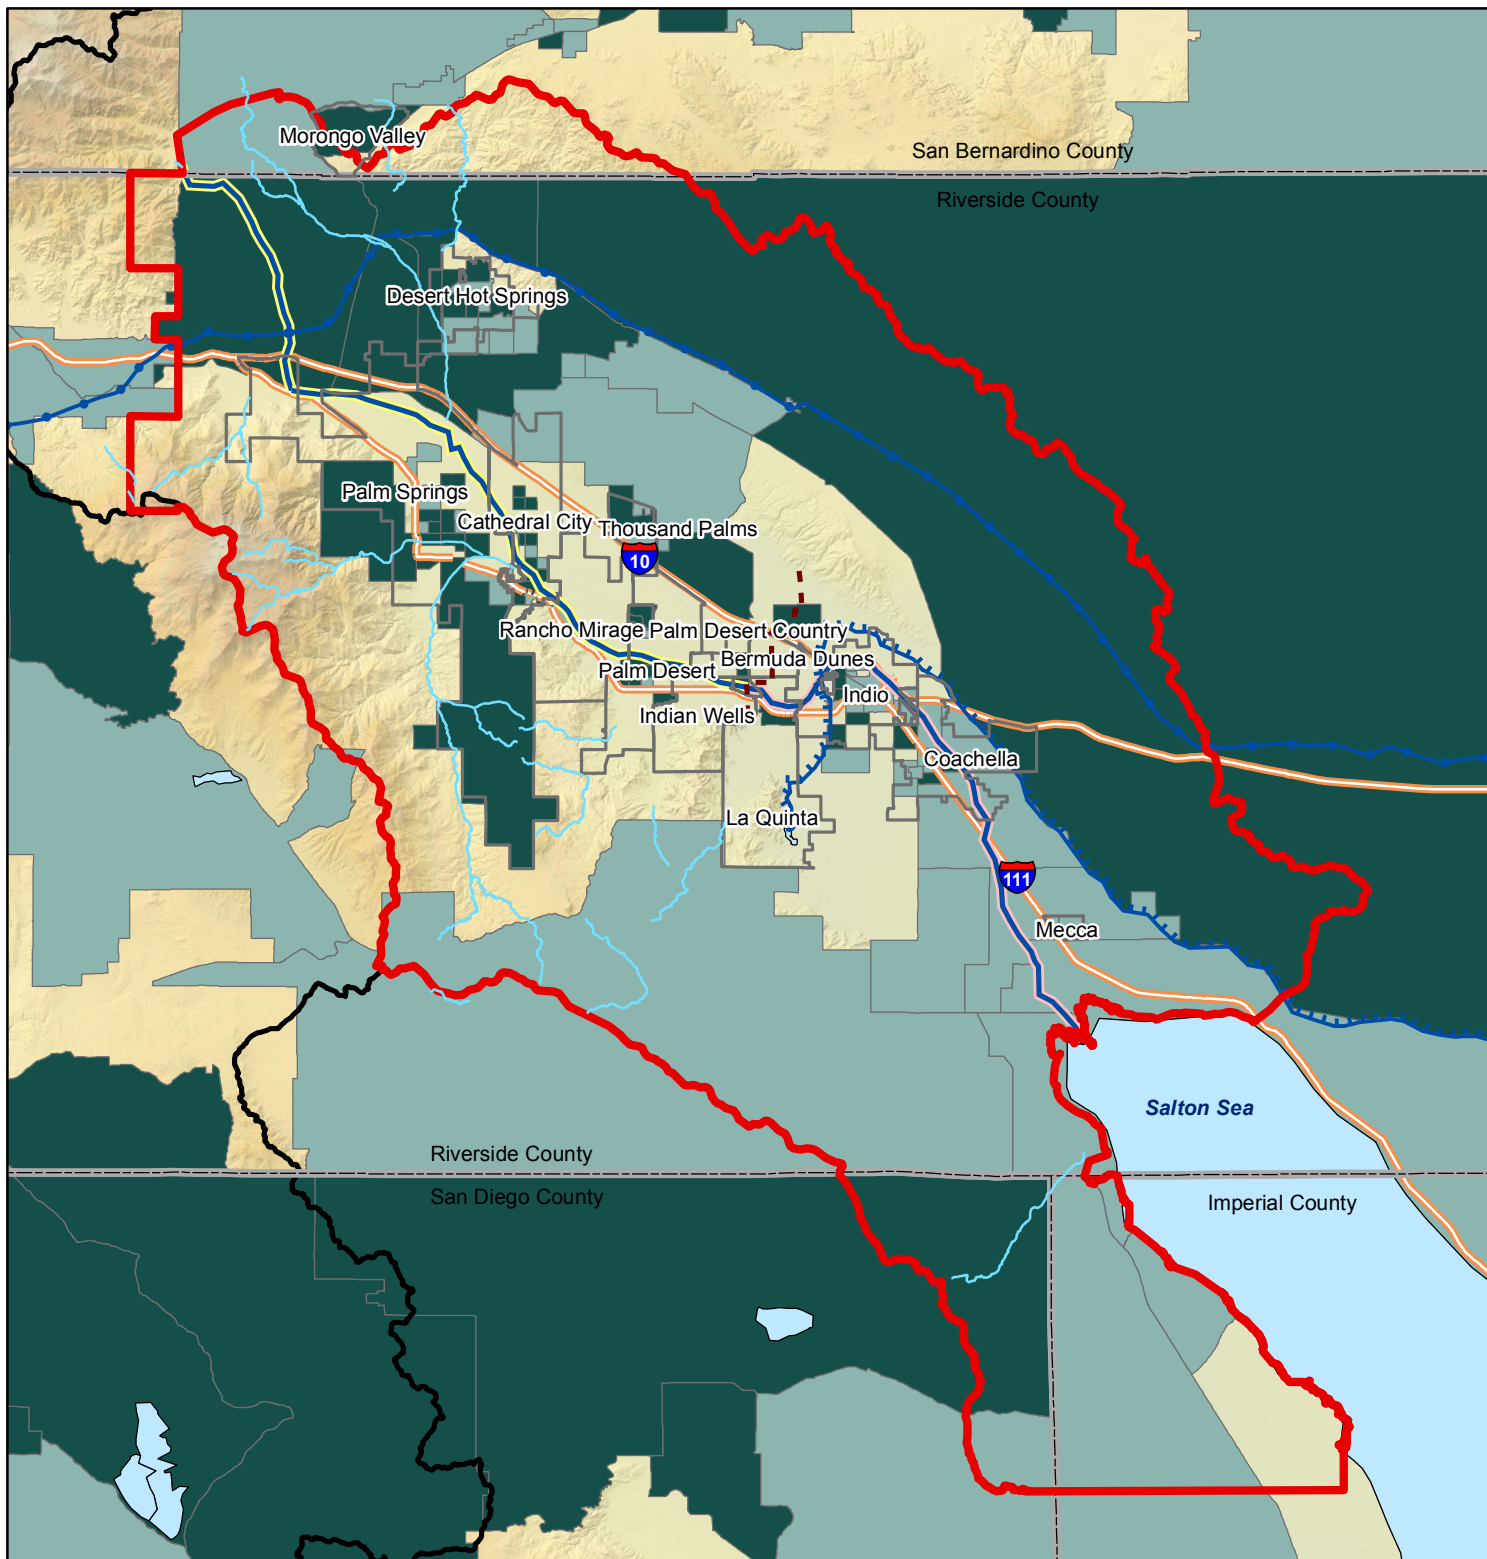 Morongo Valley
San Bernardino County
Riverside County
Desert Hot Springs
Palm Springs
Cathedral City
Thousand Palms
10
Rancho Mirage
Palm Desert Country
Bermuda Dunes
Palm Desert
Indio
Indian Wells
Coachella
La Quinta
111
Mecca
Salton Sea
Riverside County
San Diego County
Imperial County